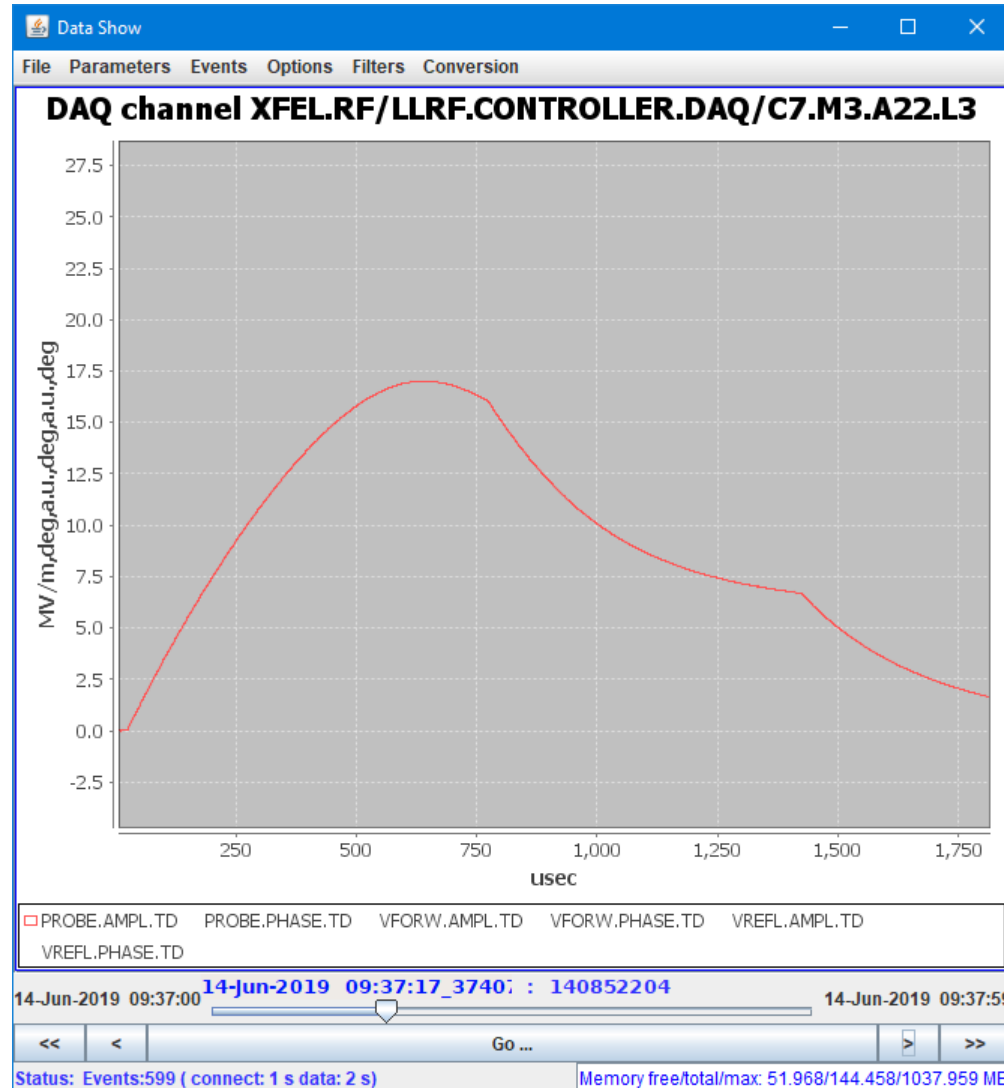 Data Show
File Parameters Events Options Filters Conversion
DAQ channel XFEL.RF/LLRF.CONTROLLER.DAQ/C7.M3.A22.L3
27.5
25.0
22.5
20.0
17.5
15.0
12.5
10.0
7.5
5.0
2.5
0.0
-2.5
MV/m,deg,a.u.,deg,a.u.,deg
250 500 750 1,000 1,250 1,500 1,750
usec
PROBE.AMPL.TD PROBE.PHASE.TD VFORW.AMPL.TD VFORW.PHASE.TD VREFL.AMPL.TD
VREFL.PHASE.TD
14-Jun-2019 09:37:00 14-Jun-2019 09:37:17_37407 : 140852204 14-Jun-2019 09:37:59
<< < Go ... > >>
Status: Events:599 ( connect: 1 s data: 2 s) Memory free/total/max: 51.968/144.458/1037.959 MB